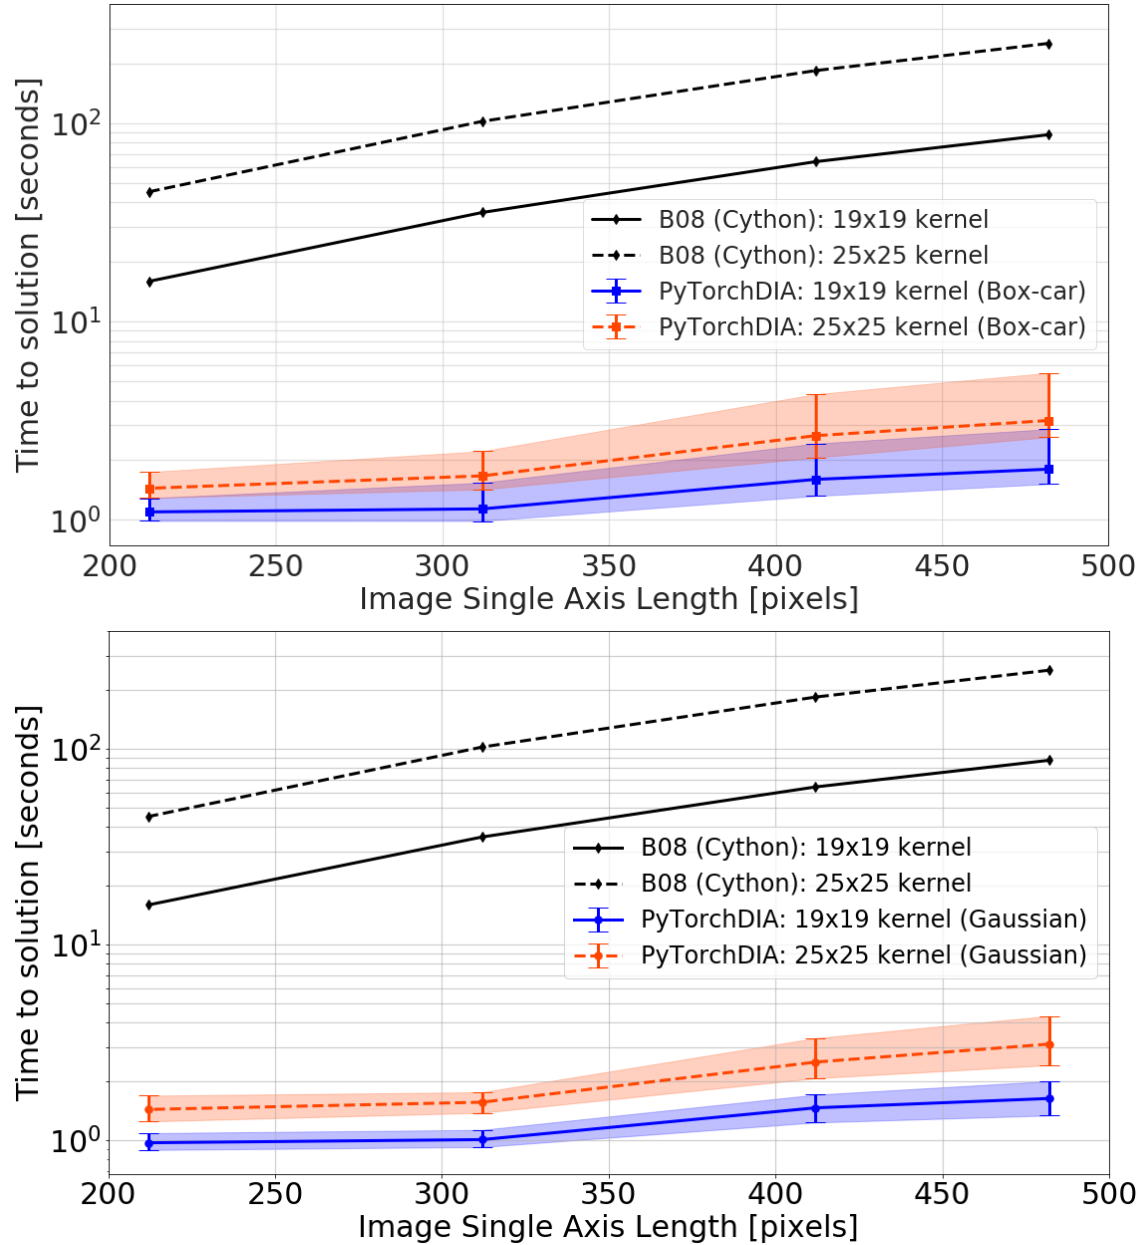 Time to solution [seconds]
10²
10¹
10⁰
B08 (Cython): 19x19 kernel
B08 (Cython): 25x25 kernel
PyTorchDIA: 19x19 kernel (Box-car)
PyTorchDIA: 25x25 kernel (Box-car)
200 250 300 350 400 450 500
Image Single Axis Length [pixels]
Time to solution [seconds]
10²
10¹
10⁰
B08 (Cython): 19x19 kernel
B08 (Cython): 25x25 kernel
PyTorchDIA: 19x19 kernel (Gaussian)
PyTorchDIA: 25x25 kernel (Gaussian)
200 250 300 350 400 450 500
Image Single Axis Length [pixels]